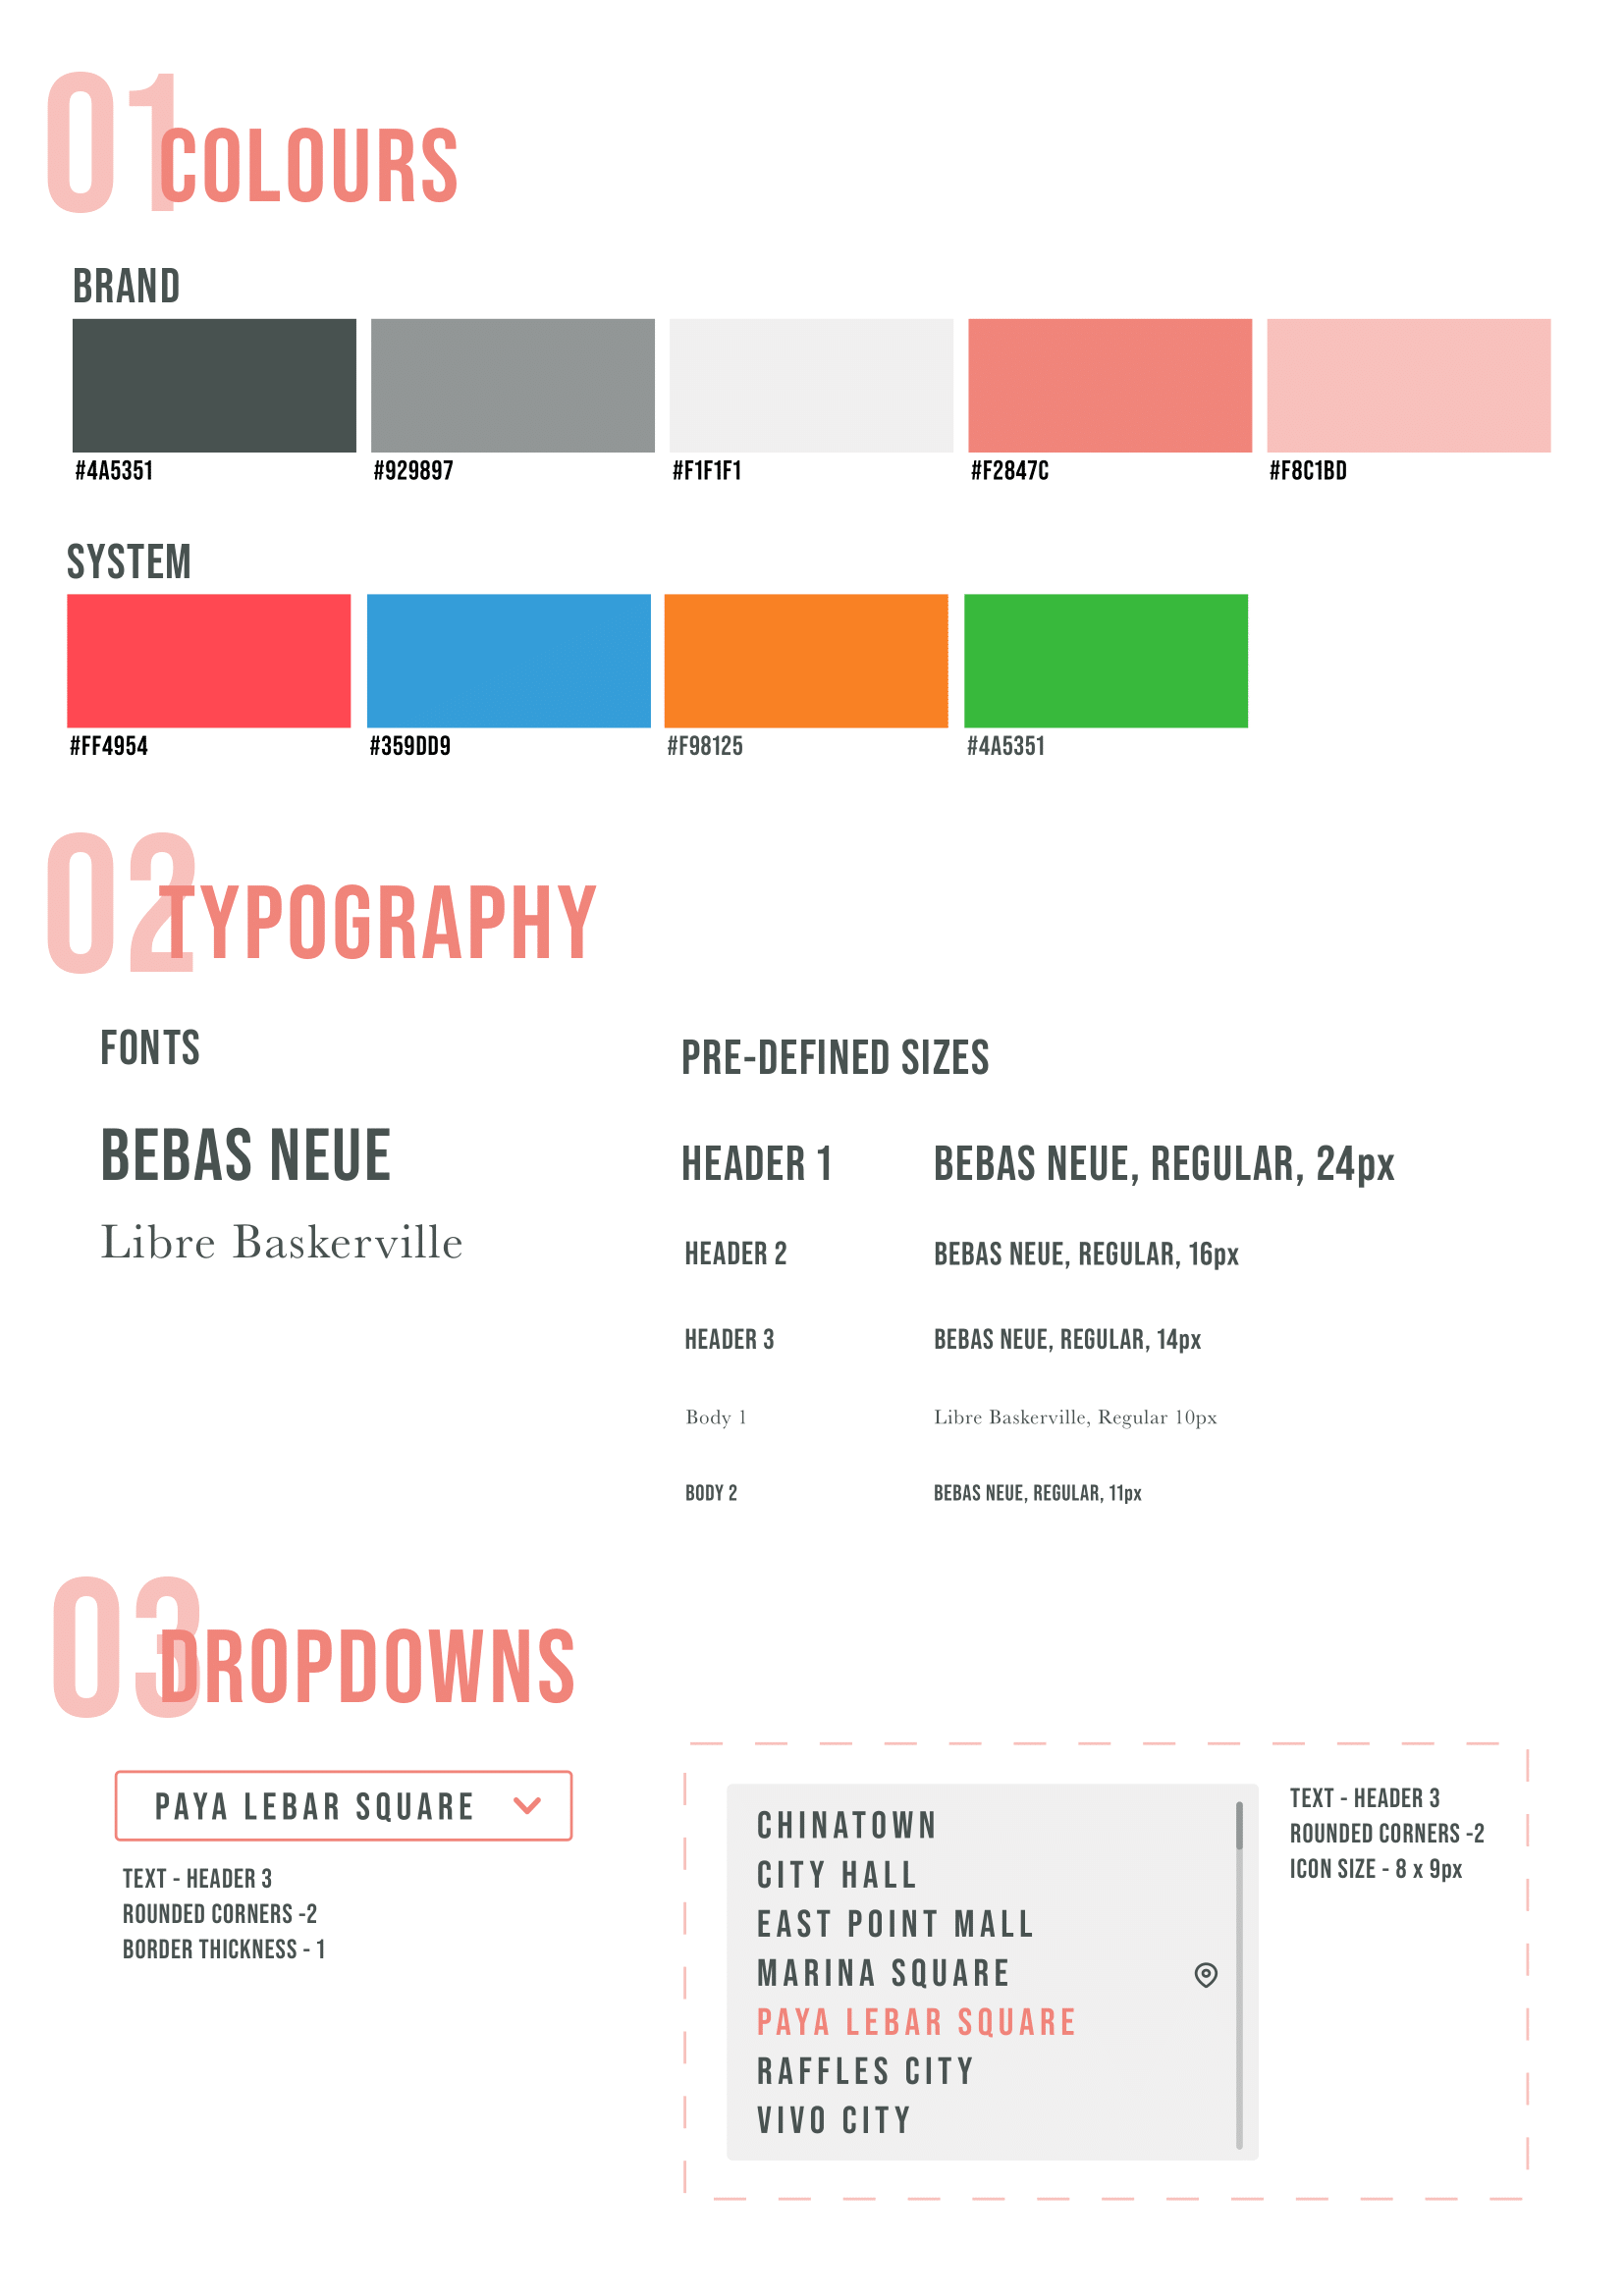 01
COLOURS
BRAND
#4A5351
#929897
#F1F1F1
#F2847C
#F8C1BD
SYSTEM
#FF4954
#359DD9
#F98125
#4A5351
02
TYPOGRAPHY
FONTS
BEBAS NEUE
Libre Baskerville
PRE-DEFINED SIZES
HEADER 1 BEBAS NEUE, REGULAR, 24px
HEADER 2 BEBAS NEUE, REGULAR, 16px
HEADER 3 BEBAS NEUE, REGULAR, 14px
Body 1 Libre Baskerville, Regular 10px
BODY 2 BEBAS NEUE, REGULAR, 11px
03
DROPDOWNS
PAYA LEBAR SQUARE
TEXT - HEADER 3
ROUNDED CORNERS -2
BORDER THICKNESS - 1
CHINATOWN
CITY HALL
EAST POINT MALL
MARINA SQUARE
PAYA LEBAR SQUARE
RAFFLES CITY
VIVO CITY
TEXT - HEADER 3
ROUNDED CORNERS -2
ICON SIZE - 8 x 9px